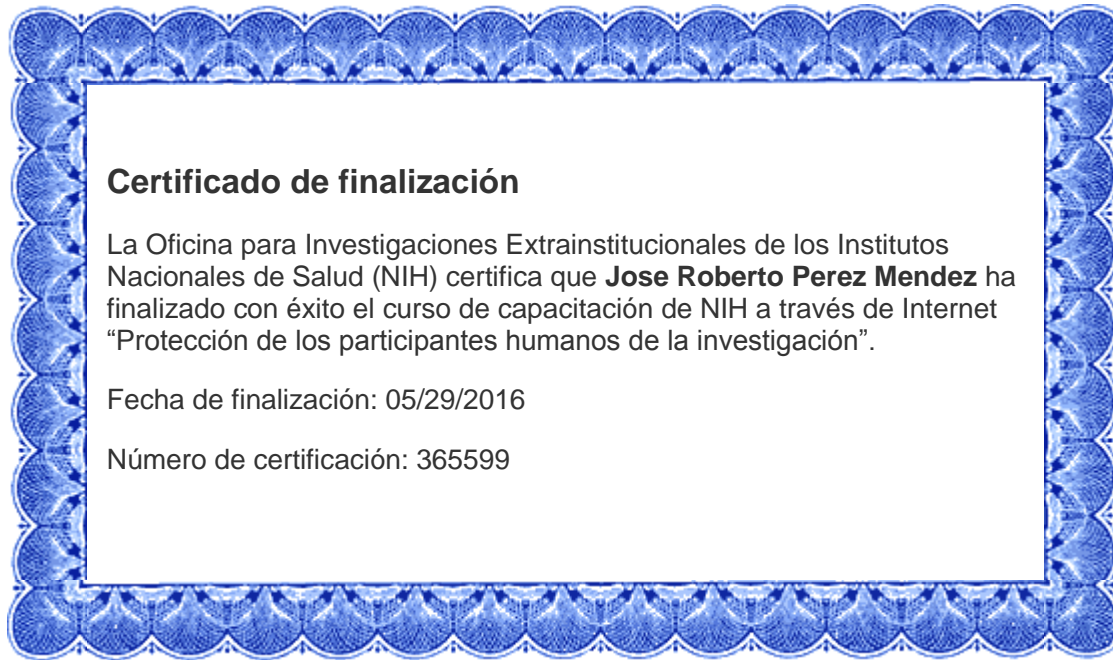 Certificado de finalización
La Oficina para Investigaciones Extrainstitucionales de los Institutos
Nacionales de Salud (NIH) certifica que Jose Roberto Perez Mendez ha
finalizado con éxito el curso de capacitación de NIH a través de Internet
“Protección de los participantes humanos de la investigación”.
Fecha de finalización: 05/29/2016
Número de certificación: 365599